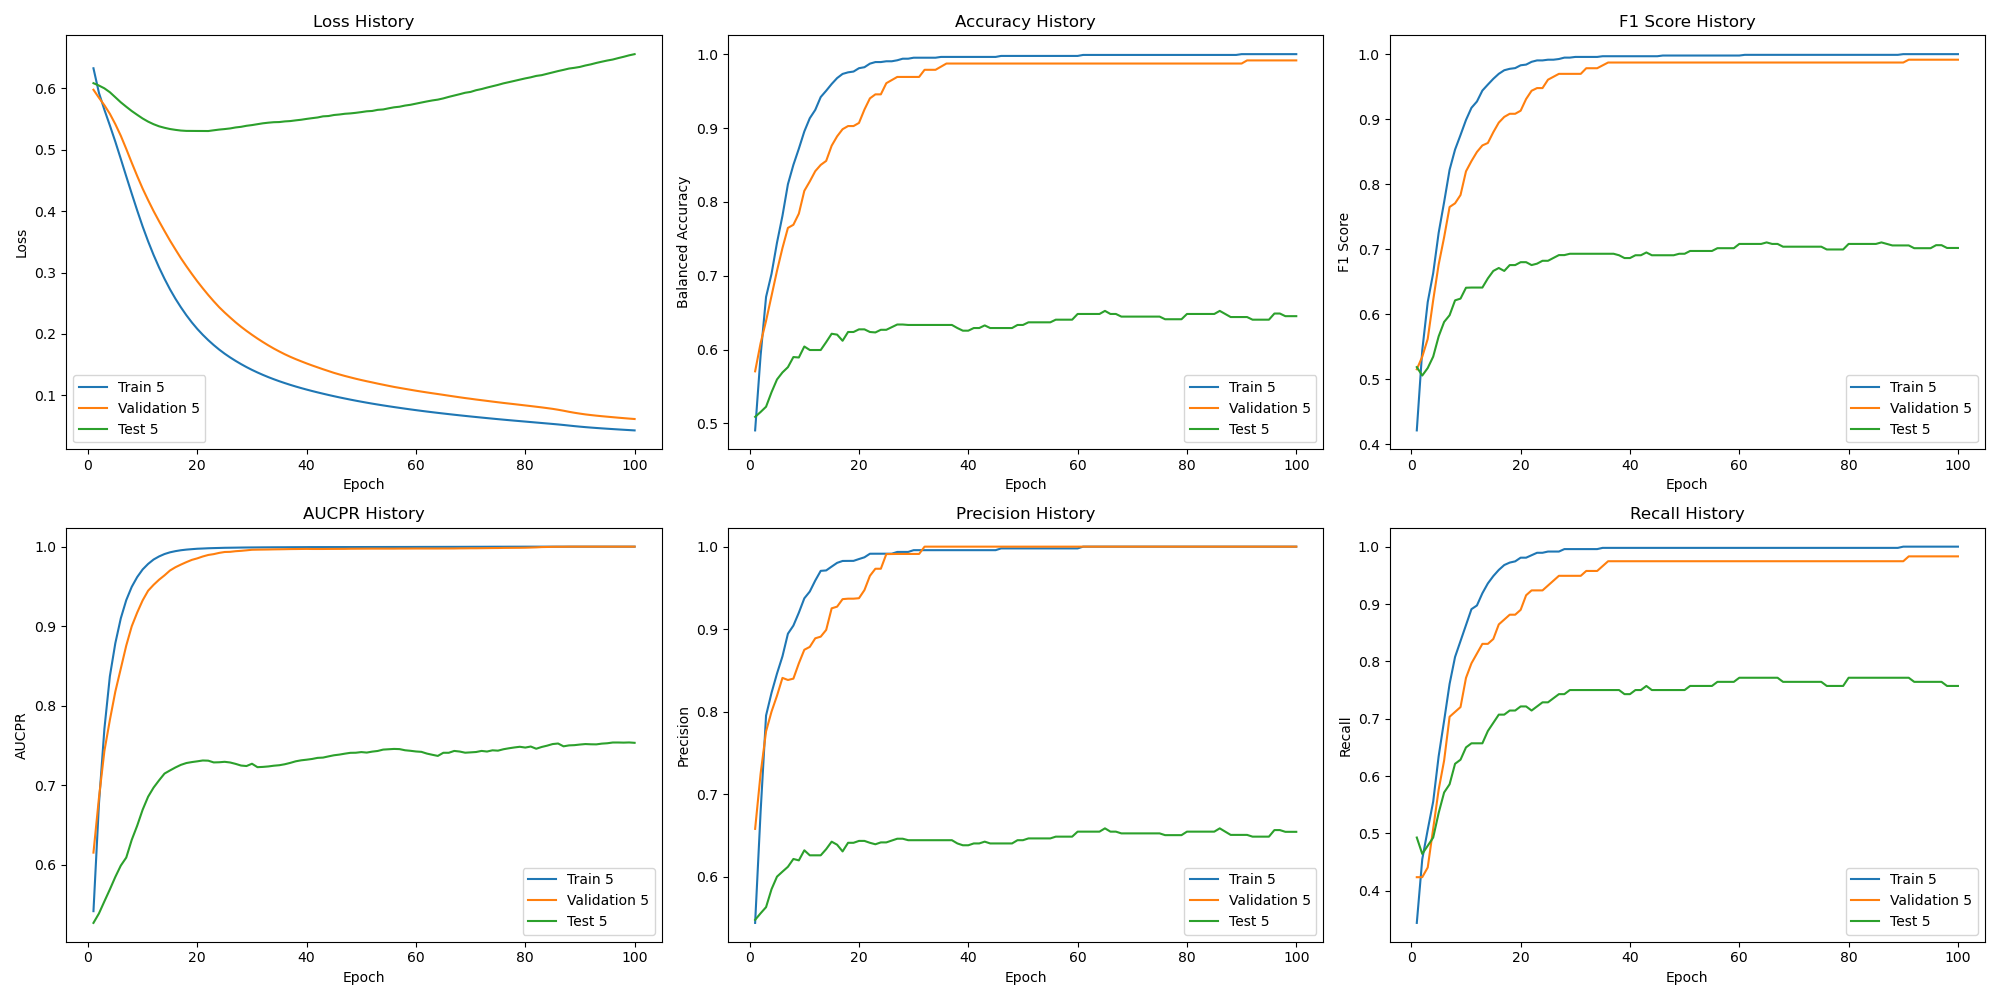 Loss History
Loss
0.6
0.5
0.4
0.3
0.2
0.1
Train 5
Validation 5
Test 5
0 20 40 60 80 100
Epoch
Accuracy History
Balanced Accuracy
1.0
0.9
0.8
0.7
0.6
0.5
Train 5
Validation 5
Test 5
0 20 40 60 80 100
Epoch
F1 Score History
F1 Score
1.0
0.9
0.8
0.7
0.6
0.5
0.4
Train 5
Validation 5
Test 5
0 20 40 60 80 100
Epoch
AUCPR History
AUCPR
1.0
0.9
0.8
0.7
0.6
Train 5
Validation 5
Test 5
0 20 40 60 80 100
Epoch
Precision History
Precision
1.0
0.9
0.8
0.7
0.6
Train 5
Validation 5
Test 5
0 20 40 60 80 100
Epoch
Recall History
Recall
1.0
0.9
0.8
0.7
0.6
0.5
0.4
Train 5
Validation 5
Test 5
0 20 40 60 80 100
Epoch